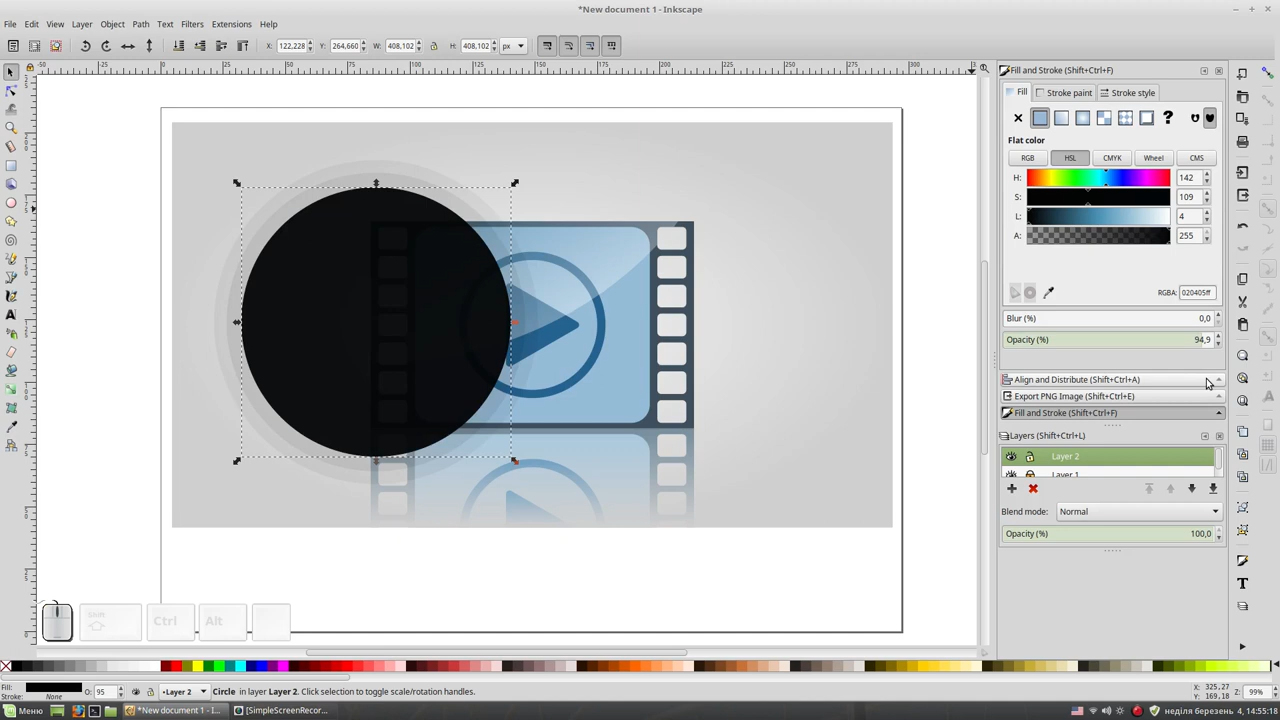 *New document 1 - Inkscape
File Edit View Layer Object Path Text Filters Extensions Help
X: 122,228 Y: 264,660 W: 408,102 H: 408,102 px
Fill and Stroke (Shift+Ctrl+F)
Fill Stroke paint Stroke style
Flat color
RGB HSL CMYK Wheel CMS
H: 142
S: 109
L: 4
A: 255
RGBA: 020405ff
Blur (%) 0,0
Opacity (%) 94,9
Align and Distribute (Shift+Ctrl+A)
Export PNG Image (Shift+Ctrl+E)
Fill and Stroke (Shift+Ctrl+F)
Layers (Shift+Ctrl+L)
Layer 2
Layer 1
Blend mode: Normal
Opacity (%) 100,0
Shift Ctrl Alt
Fill:
Stroke: None
O: 95
•Layer 2
Circle in layer Layer 2. Click selection to toggle scale/rotation handles.
X: 325,27
Y: 169,18
Z: 99%
Меню *New document 1 - I... [SimpleScreenRecor... неділя березень 4, 14:55:18